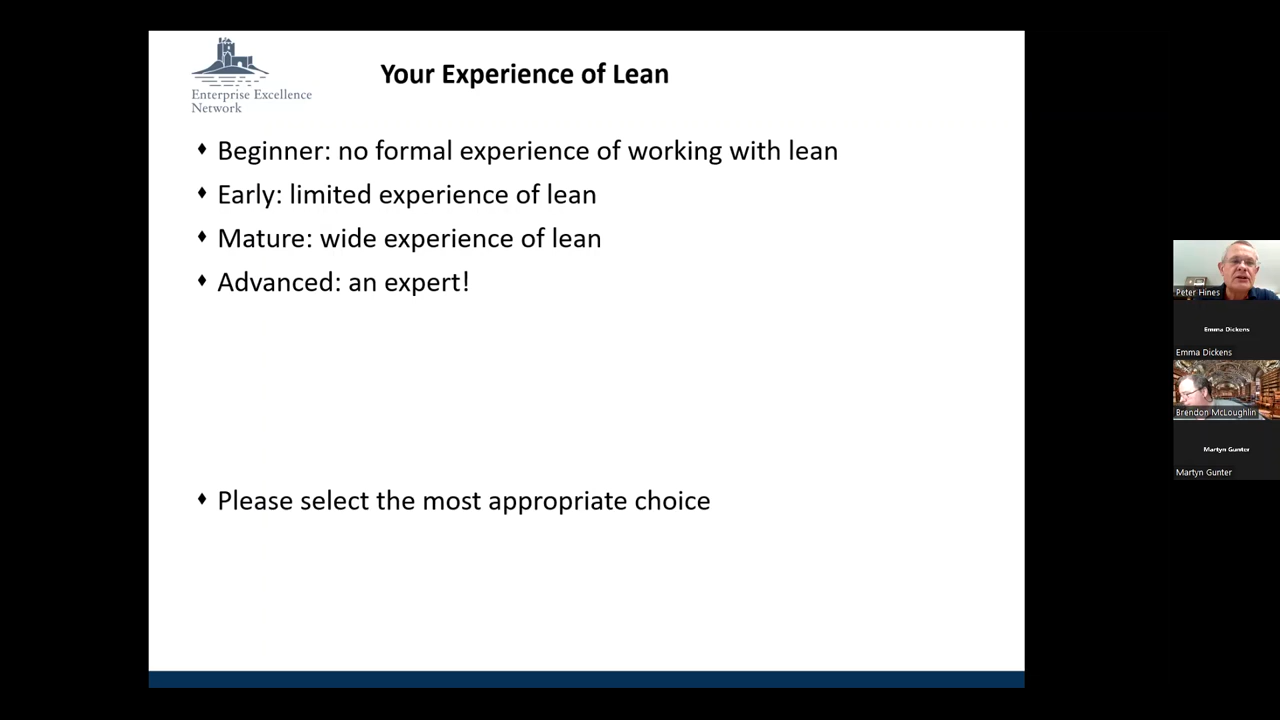 Enterprise Excellence
Network
Your Experience of Lean
Beginner: no formal experience of working with lean
Early: limited experience of lean
Mature: wide experience of lean
Advanced: an expert!
Please select the most appropriate choice
Peter Hines
Emma Dickens
Emma Dickens
Brendon McLoughlin
Martyn Gunter
Martyn Gunter